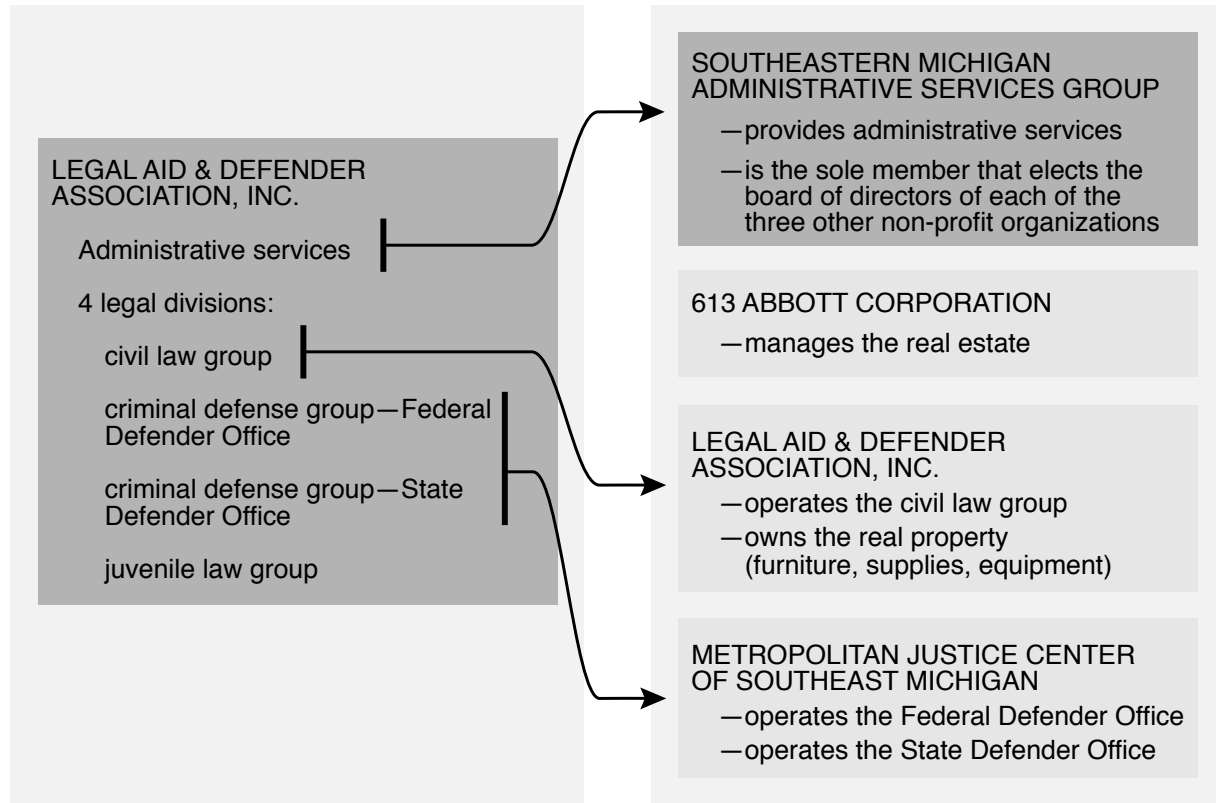 LEGAL AID & DEFENDER
ASSOCIATION, INC.
Administrative services
4 legal divisions:
civil law group
criminal defense group—Federal
Defender Office
criminal defense group—State
Defender Office
juvenile law group
SOUTHEASTERN MICHIGAN
ADMINISTRATIVE SERVICES GROUP
—provides administrative services
—is the sole member that elects the
board of directors of each of the
three other non-profit organizations
613 ABBOTT CORPORATION
—manages the real estate
LEGAL AID & DEFENDER
ASSOCIATION, INC.
—operates the civil law group
—owns the real property
(furniture, supplies, equipment)
METROPOLITAN JUSTICE CENTER
OF SOUTHEAST MICHIGAN
—operates the Federal Defender Office
—operates the State Defender Office